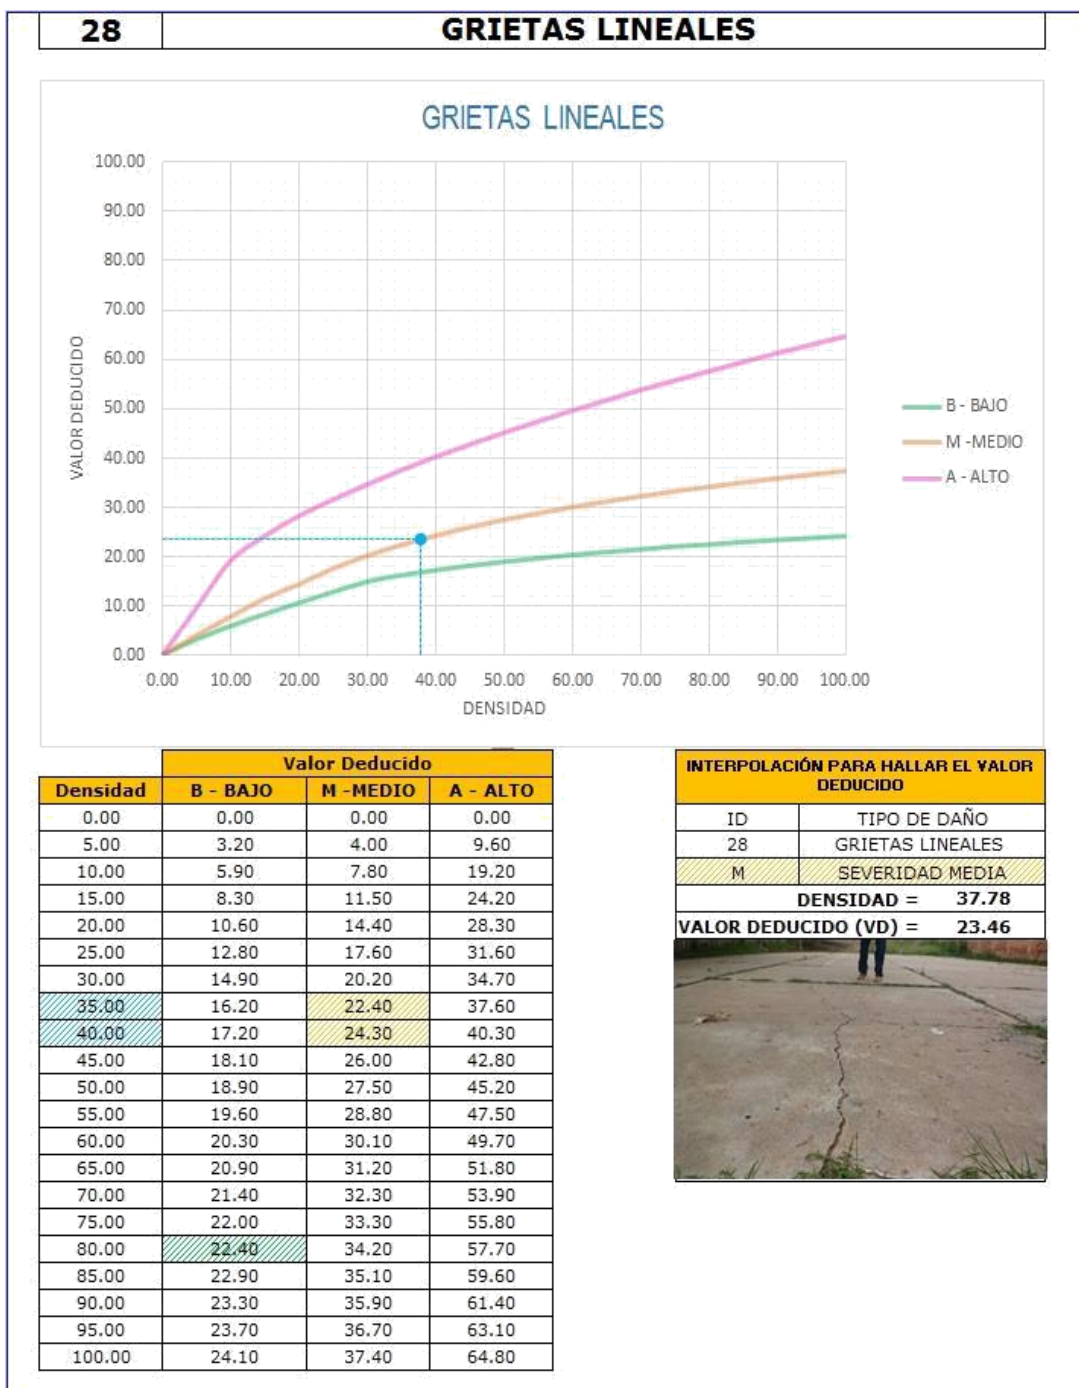 28 GRIETAS LINEALES
GRIETAS LINEALES
100.00
90.00
80.00
70.00
60.00
50.00
40.00
30.00
20.00
10.00
0.00
VALOR DEDUCIDO
0.00 10.00 20.00 30.00 40.00 50.00 60.00 70.00 80.00 90.00 100.00
DENSIDAD
B - BAJO
M -MEDIO
A - ALTO
Valor Deducido
Densidad B - BAJO M -MEDIO A - ALTO
0.00 0.00 0.00 0.00
5.00 3.20 4.00 9.60
10.00 5.90 7.80 19.20
15.00 8.30 11.50 24.20
20.00 10.60 14.40 28.30
25.00 12.80 17.60 31.60
30.00 14.90 20.20 34.70
35.00 16.20 22.40 37.60
40.00 17.20 24.30 40.30
45.00 18.10 26.00 42.80
50.00 18.90 27.50 45.20
55.00 19.60 28.80 47.50
60.00 20.30 30.10 49.70
65.00 20.90 31.20 51.80
70.00 21.40 32.30 53.90
75.00 22.00 33.30 55.80
80.00 22.40 34.20 57.70
85.00 22.90 35.10 59.60
90.00 23.30 35.90 61.40
95.00 23.70 36.70 63.10
100.00 24.10 37.40 64.80
INTERPOLACIÓN PARA HALLAR EL VALOR
DEDUCIDO
ID TIPO DE DAÑO
28 GRIETAS LINEALES
M SEVERIDAD MEDIA
DENSIDAD = 37.78
VALOR DEDUCIDO (VD) = 23.46